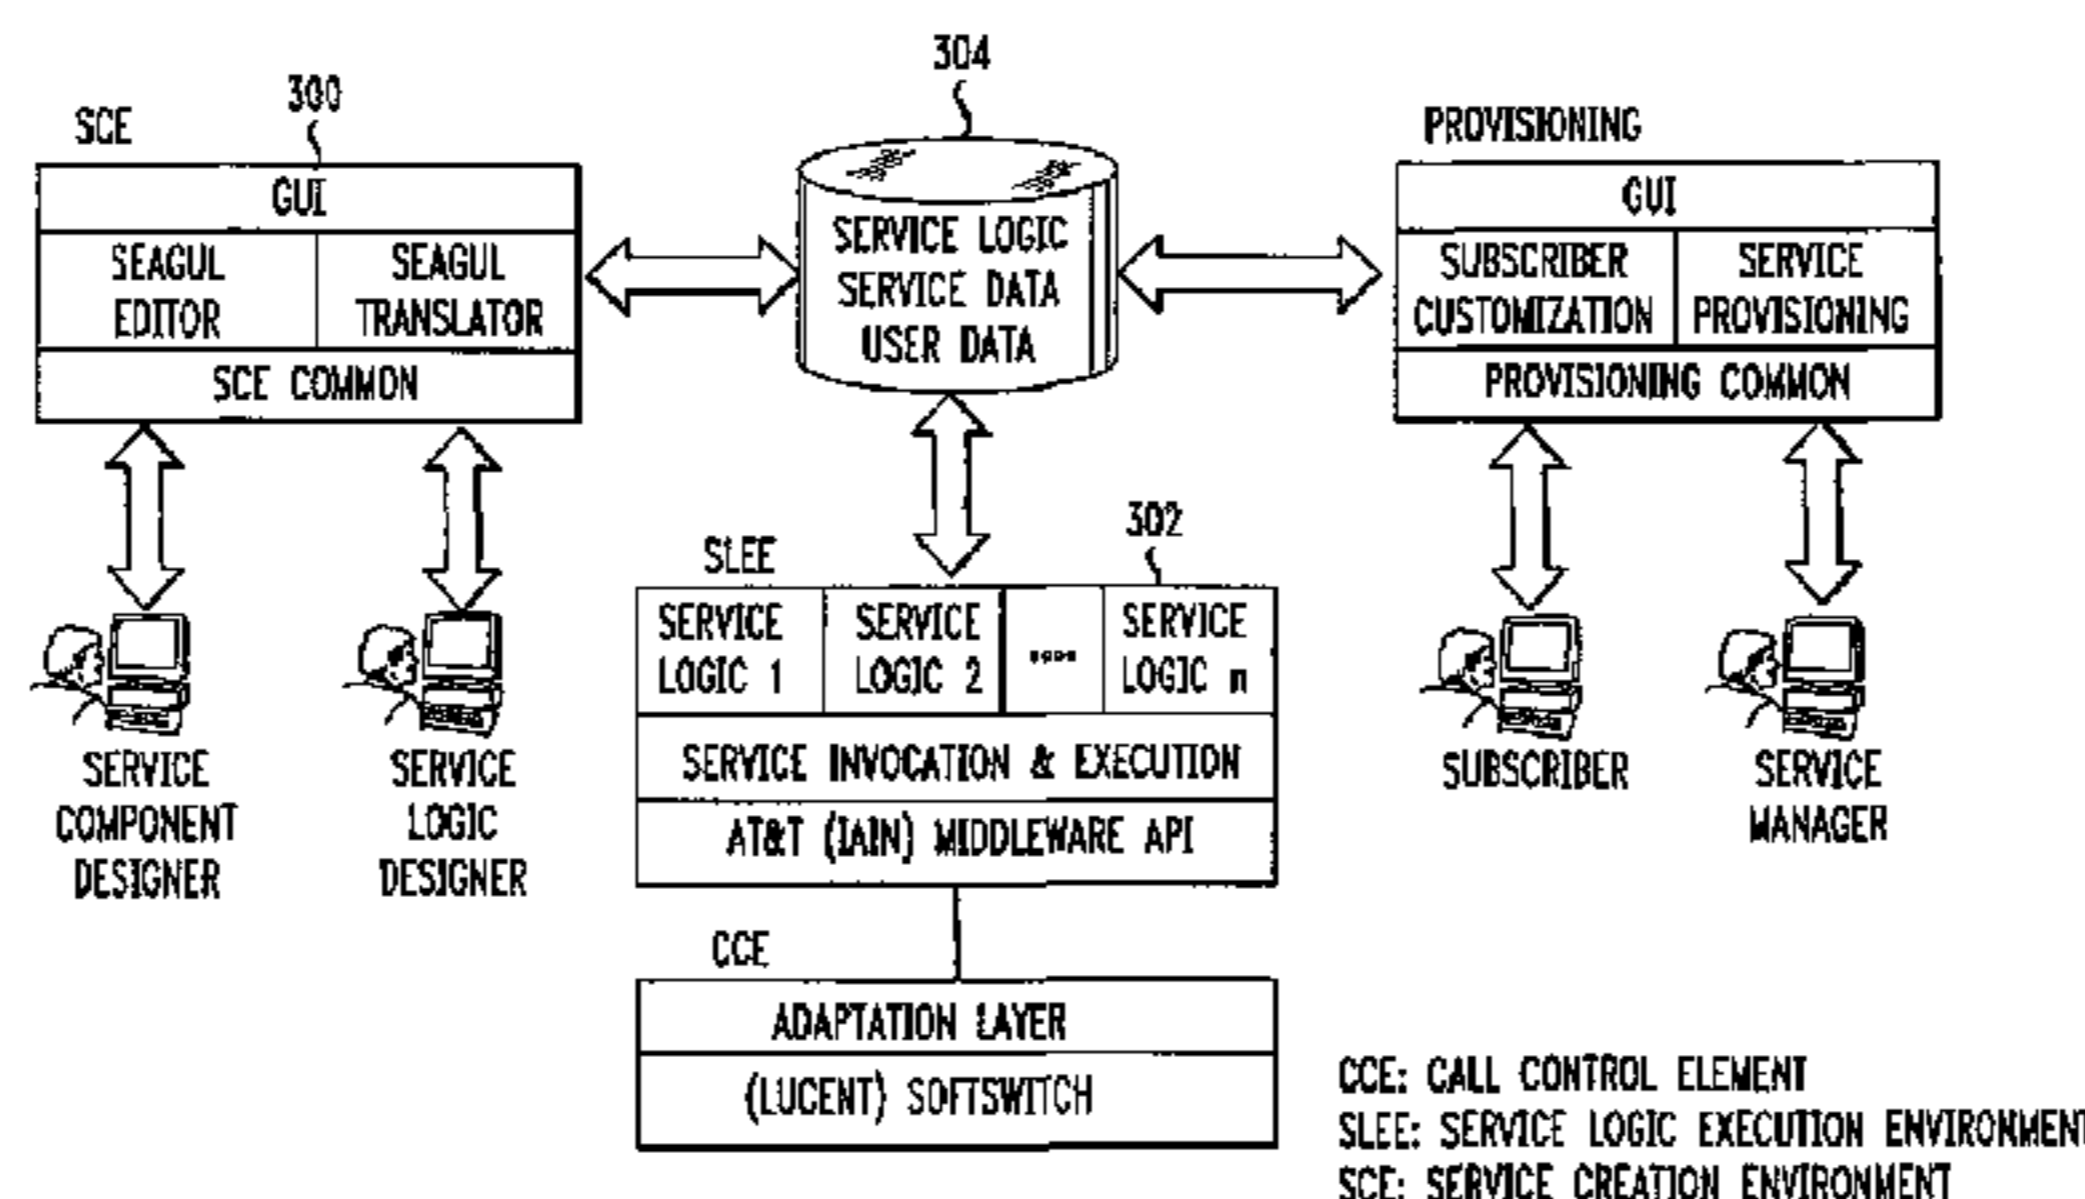 304
300
SCE
PROVISIONING
GUI
SEAGUL
EDITOR
SEAGUL
TRANSLATOR
SCE COMMON
SERVICE LOGIC
SERVICE DATA
USER DATA
GUI
SUBSCRIBER
CUSTOMIZATION
SERVICE
PROVISIONING
PROVISIONING COMMON
302
SLEE
SERVICE
LOGIC 1
SERVICE
LOGIC 2
....
SERVICE
LOGIC n
SERVICE INVOCATION & EXECUTION
AT&T (IAIN) MIDDLEWARE API
SERVICE
COMPONENT
DESIGNER
SERVICE
LOGIC
DESIGNER
SUBSCRIBER
SERVICE
MANAGER
CCE
ADAPTATION LAYER
(LUCENT) SOFTSWITCH
CCE: CALL CONTROL ELEMENT
SLEE: SERVICE LOGIC EXECUTION ENVIRONMENT
SCE: SERVICE CREATION ENVIRONMENT